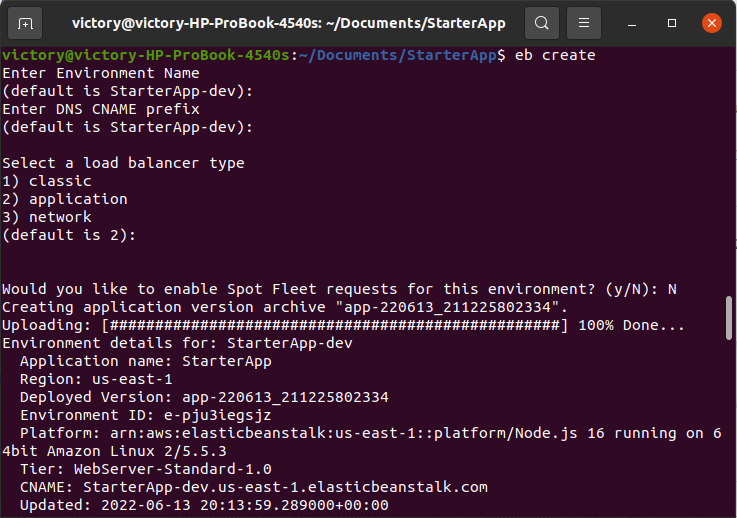 victory@victory-HP-ProBook-4540s: ~/Documents/StarterApp
victory@victory-HP-ProBook-4540s:~/Documents/StarterApp$ eb create
Enter Environment Name
(default is StarterApp-dev):
Enter DNS CNAME prefix
(default is StarterApp-dev):
Select a load balancer type
1) classic
2) application
3) network
(default is 2):
Would you like to enable Spot Fleet requests for this environment? (y/N): N
Creating application version archive "app-220613_211225802334".
Uploading: [##################################################] 100% Done...
Environment details for: StarterApp-dev
  Application name: StarterApp
  Region: us-east-1
  Deployed Version: app-220613_211225802334
  Environment ID: e-pju3iegsjz
  Platform: arn:aws:elasticbeanstalk:us-east-1::platform/Node.js 16 running on 6
4bit Amazon Linux 2/5.5.3
  Tier: WebServer-Standard-1.0
  CNAME: StarterApp-dev.us-east-1.elasticbeanstalk.com
  Updated: 2022-06-13 20:13:59.289000+00:00